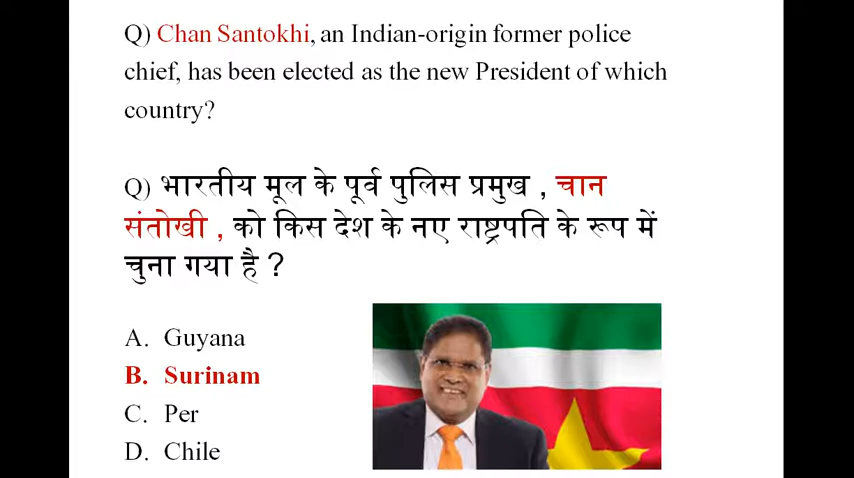 Q) Chan Santokhi, an Indian-origin former police
chief, has been elected as the new President of which
country?
Q) भारतीय मूल के पूर्व पुलिस प्रमुख , चान
संतोखी , को किस देश के नए राष्ट्रपति के रूप में
चुना गया है ?
A. Guyana
B. Surinam
C. Per
D. Chile